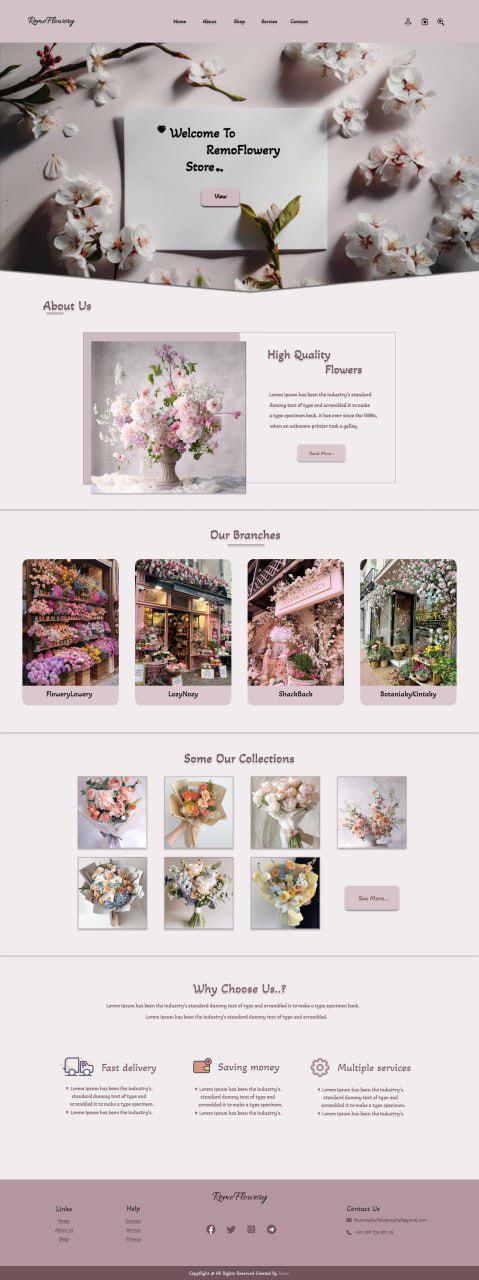 RemoFlowery
Home About Shop Service Contact
Welcome To
RemoFlowery
Store
View
About Us
High Quality
Flowers
Lorem Ipsum has been the industry's standard
dummy text of type and scrambled it to make
a type specimen book. It has ever since the 1500s,
when an unknown printer took a galley
Read More...
Our Branches
FloweryLowery LozyNozy ShackBack BotaniakyKintaky
Some Our Collections
See More...
Why Choose Us..?
Lorem Ipsum has been the industry's standard dummy text of type and scrambled it to make a type specimen book.
Lorem Ipsum has been the industry's standard dummy text of type and scrambled.
Fast delivery
Lorem Ipsum has been the industry's.
standard dummy text of type and
scrambled it to make a type specimen.
Lorem Ipsum has been the industry's.
Saving money
Lorem Ipsum has been the industry's.
standard dummy text of type and
scrambled it to make a type specimen.
Lorem Ipsum has been the industry's.
Multiple services
Lorem Ipsum has been the industry's.
standard dummy text of type and
scrambled it to make a type specimen.
Lorem Ipsum has been the industry's.
RemoFlowery
Links
Home
About Us
Shop
Help
Contact
Service
Privacy
Contact Us
CopyRight @ All Rights Reserved Created By